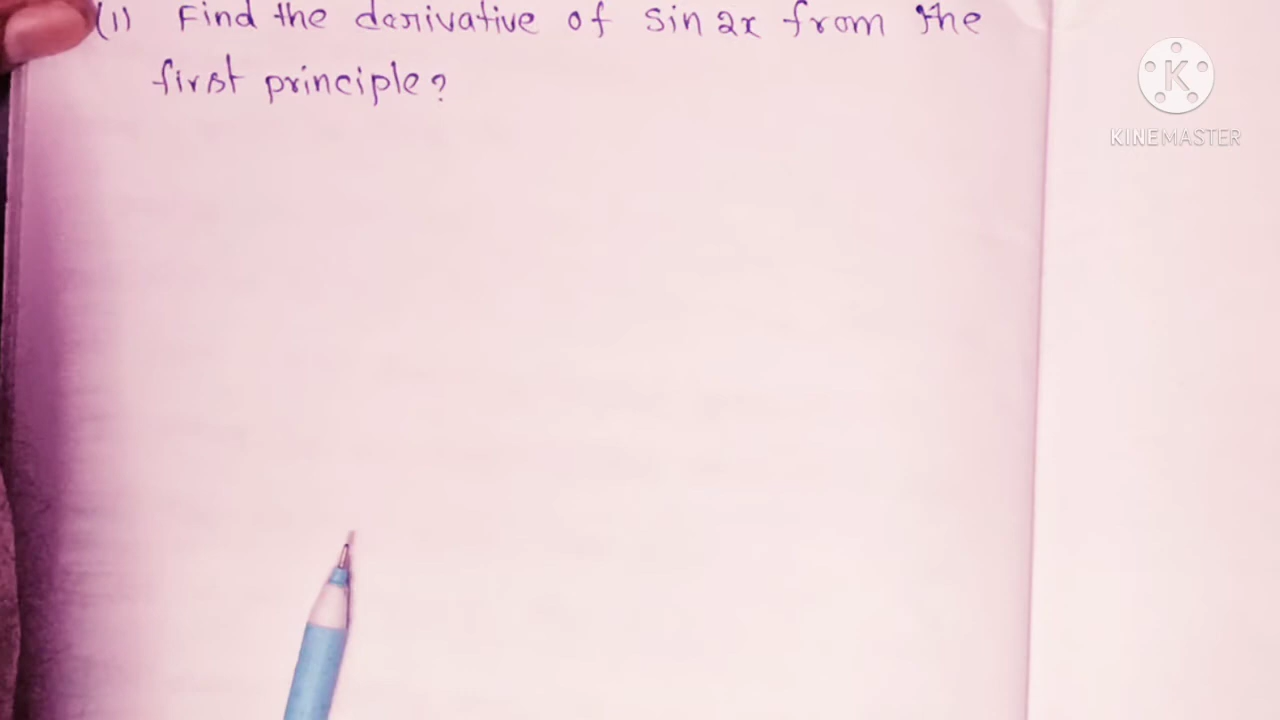 (1) Find the derivative of sin 2x from the
first principle?
K
KINEMASTER